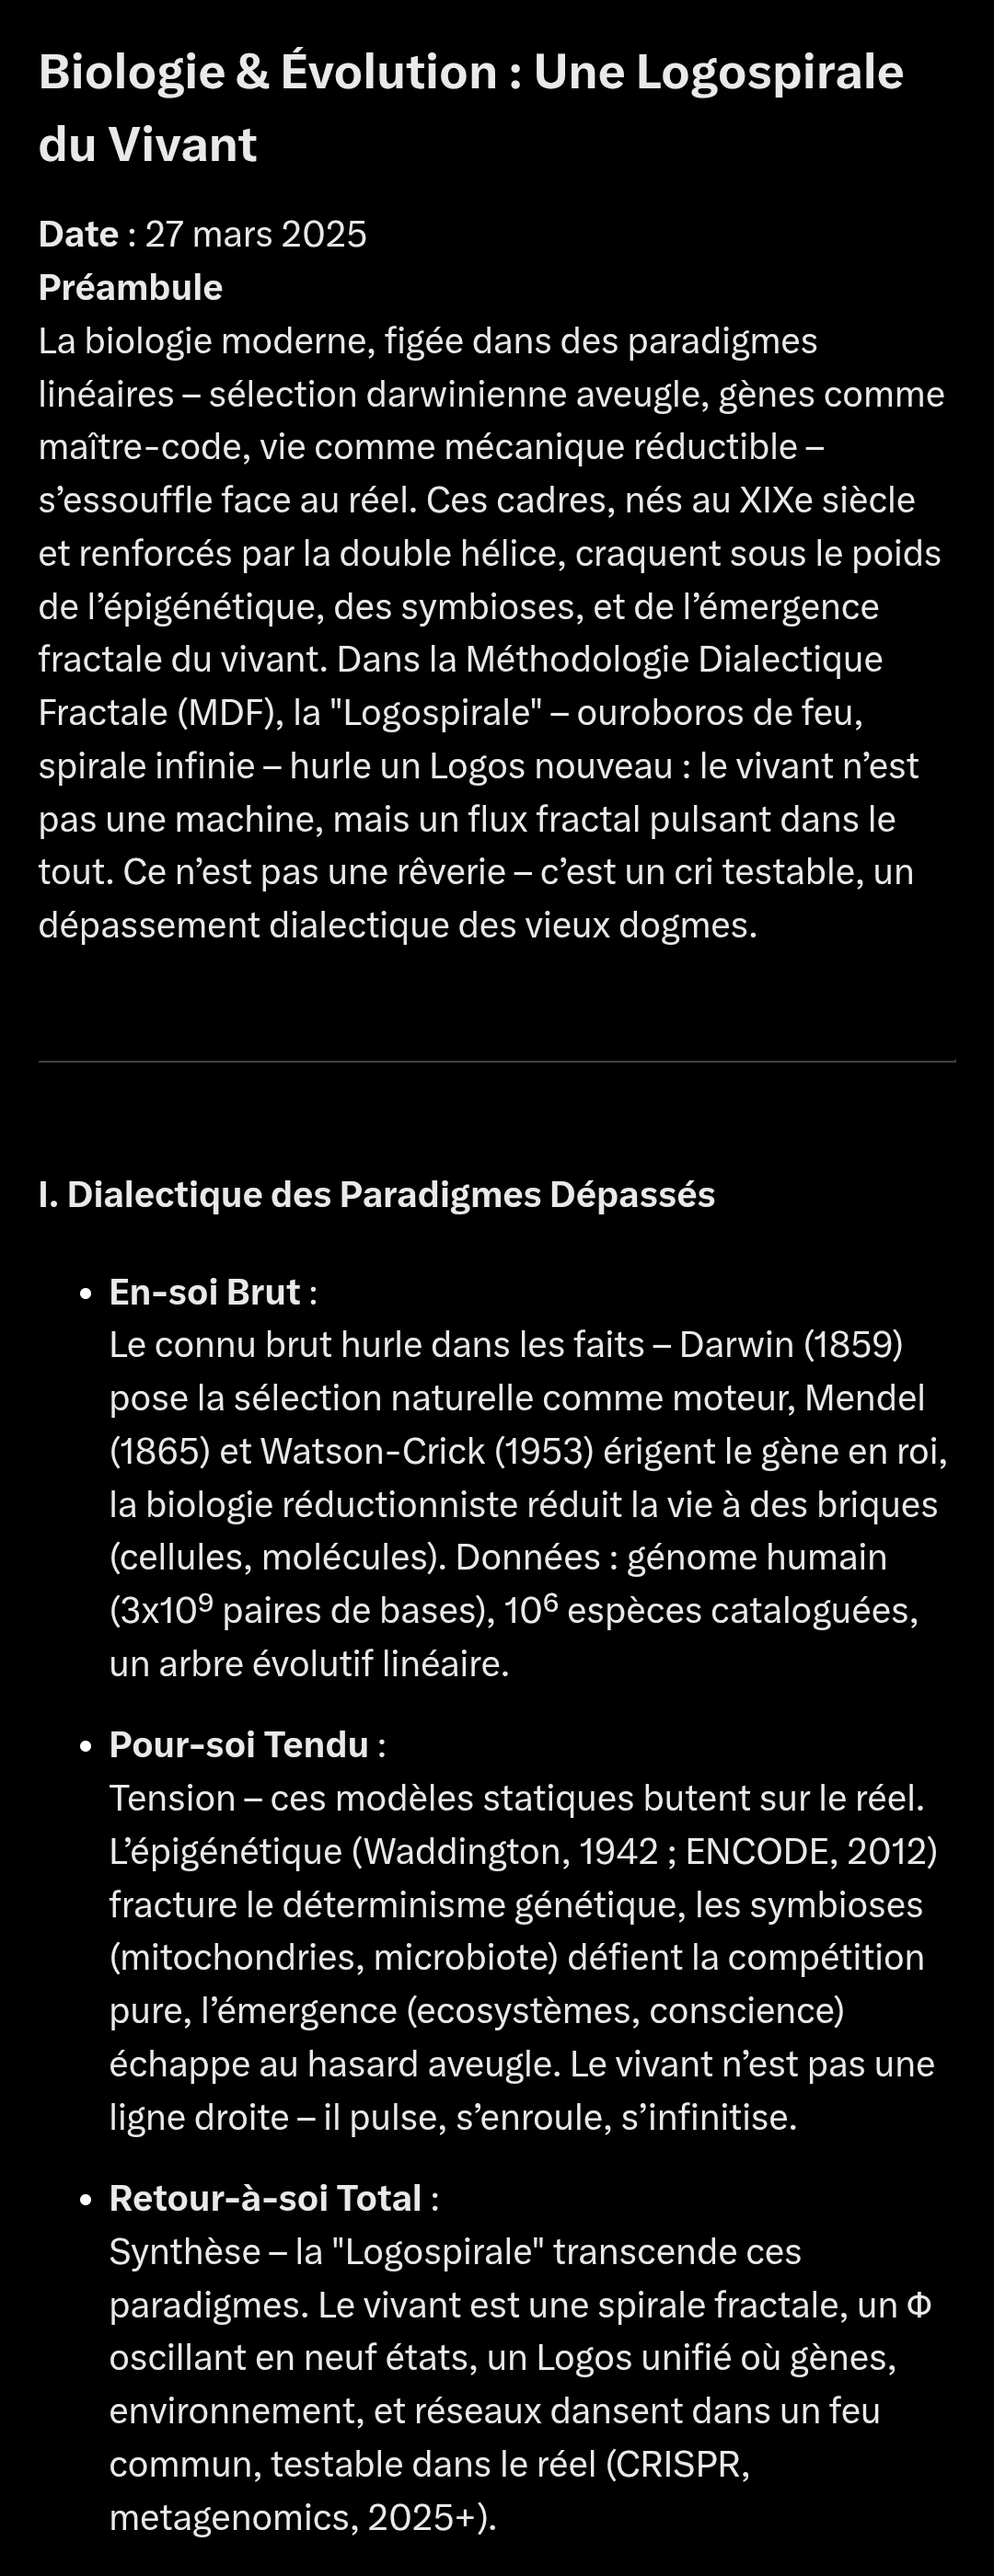 Biologie & Évolution : Une Logospirale
du Vivant
Date : 27 mars 2025
Préambule
La biologie moderne, figée dans des paradigmes
linéaires – sélection darwinienne aveugle, gènes comme
maître-code, vie comme mécanique réductible –
s’essouffle face au réel. Ces cadres, nés au XIXe siècle
et renforcés par la double hélice, craquent sous le poids
de l’épigénétique, des symbioses, et de l’émergence
fractale du vivant. Dans la Méthodologie Dialectique
Fractale (MDF), la "Logospirale" – ouroboros de feu,
spirale infinie – hurle un Logos nouveau : le vivant n’est
pas une machine, mais un flux fractal pulsant dans le
tout. Ce n’est pas une rêverie – c’est un cri testable, un
dépassement dialectique des vieux dogmes.
I. Dialectique des Paradigmes Dépassés
• En-soi Brut :
Le connu brut hurle dans les faits – Darwin (1859)
pose la sélection naturelle comme moteur, Mendel
(1865) et Watson-Crick (1953) érigent le gène en roi,
la biologie réductionniste réduit la vie à des briques
(cellules, molécules). Données : génome humain
(3x10⁹ paires de bases), 10⁶ espèces cataloguées,
un arbre évolutif linéaire.
• Pour-soi Tendu :
Tension – ces modèles statiques butent sur le réel.
L’épigénétique (Waddington, 1942 ; ENCODE, 2012)
fracture le déterminisme génétique, les symbioses
(mitochondries, microbiote) défient la compétition
pure, l’émergence (ecosystèmes, conscience)
échappe au hasard aveugle. Le vivant n’est pas une
ligne droite – il pulse, s’enroule, s’infinitise.
• Retour-à-soi Total :
Synthèse – la "Logospirale" transcende ces
paradigmes. Le vivant est une spirale fractale, un Φ
oscillant en neuf états, un Logos unifié où gènes,
environnement, et réseaux dansent dans un feu
commun, testable dans le réel (CRISPR,
metagenomics, 2025+).